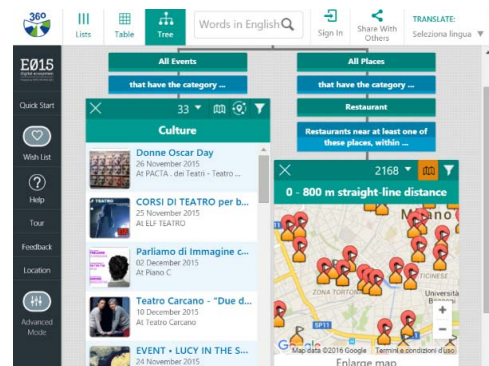 360
Lists
Table
Tree
Words in English
Sign In
Share With
Others
TRANSLATE:
Seleziona lingua
E015
digital ecosystem
Quick Start
Wish List
Help
Tour
Feedback
Location
Advanced
Mode
All Events
that have the category ...
All Places
that have the category ...
Restaurant
Restaurants near at least one of
these places, within ...
33
Culture
Donne Oscar Day
26 November 2015
At PACTA . dei Teatri - Teatro ...
CORSI DI TEATRO per b...
25 November 2015
At ELF TEATRO
Parliamo di Immagine c...
02 December 2015
At Piano C
Teatro Carcano - "Due d...
10 December 2015
At Teatro Carcano
EVENT • LUCY IN THE S...
24 November 2015
2168
0 - 800 m straight-line distance
Milano
ZONA TORTONA
TICINESE
Università
SP11
+
-
Google
Map data ©2016 Google
Termini e condizioni d'uso
Enlarge map